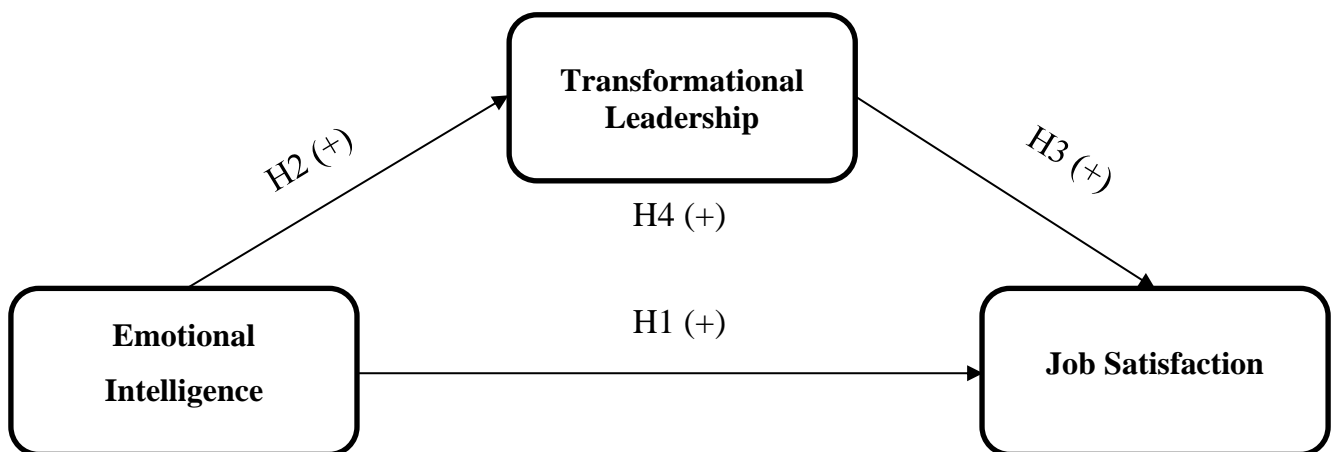 Transformational
Leadership
H2 (+)
H3 (+)
H4 (+)
Emotional
Intelligence
H1 (+)
Job Satisfaction